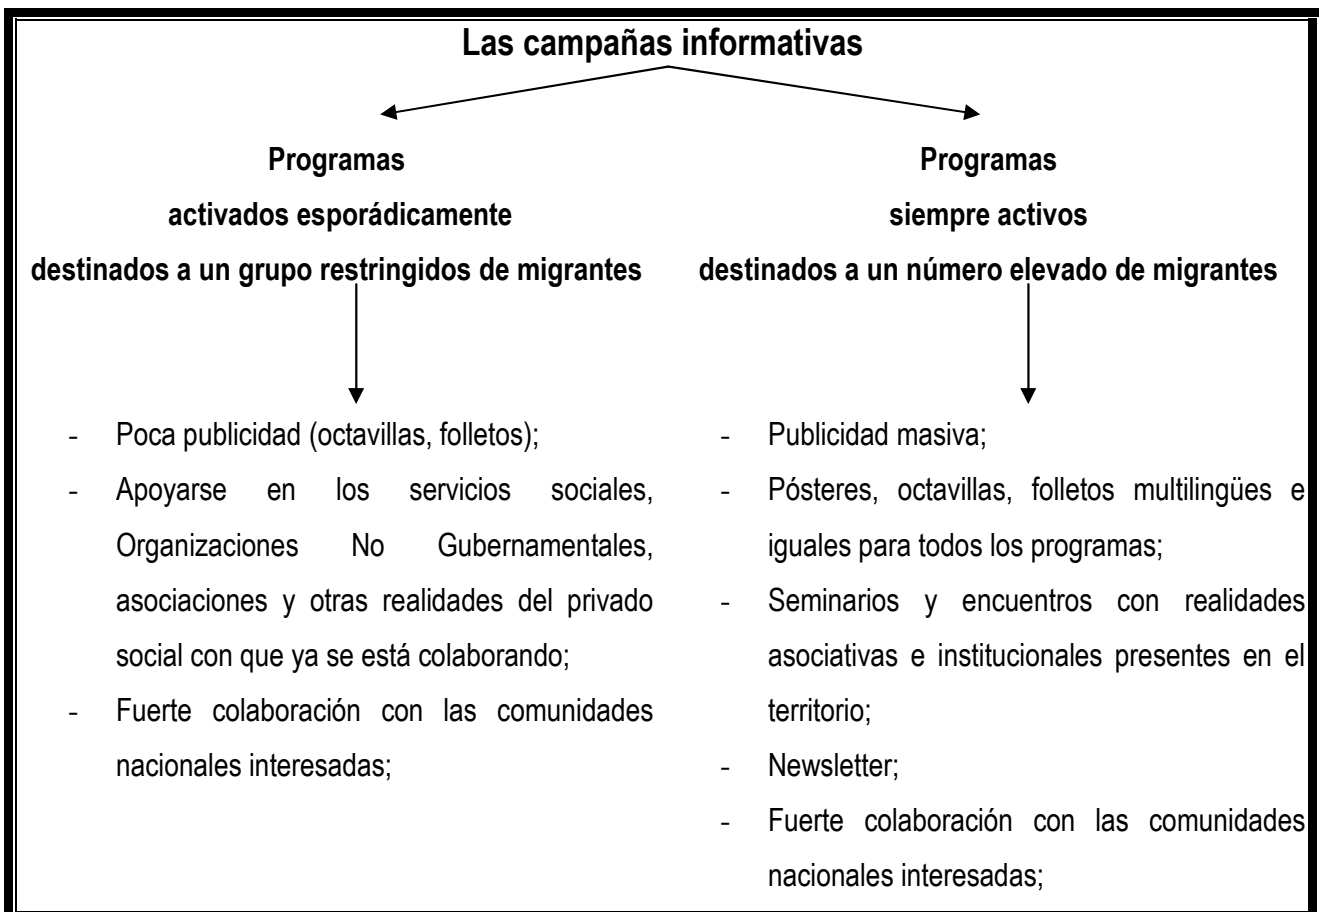 Las campañas informativas
Programas
activados esporádicamente
destinados a un grupo restringidos de migrantes
- Poca publicidad (octavillas, folletos);
- Apoyarse en los servicios sociales,
Organizaciones No Gubernamentales,
asociaciones y otras realidades del privado
social con que ya se está colaborando;
- Fuerte colaboración con las comunidades
nacionales interesadas;
Programas
siempre activos
destinados a un número elevado de migrantes
- Publicidad masiva;
- Pósteres, octavillas, folletos multilingües e
iguales para todos los programas;
- Seminarios y encuentros con realidades
asociativas e institucionales presentes en el
territorio;
- Newsletter;
- Fuerte colaboración con las comunidades
nacionales interesadas;